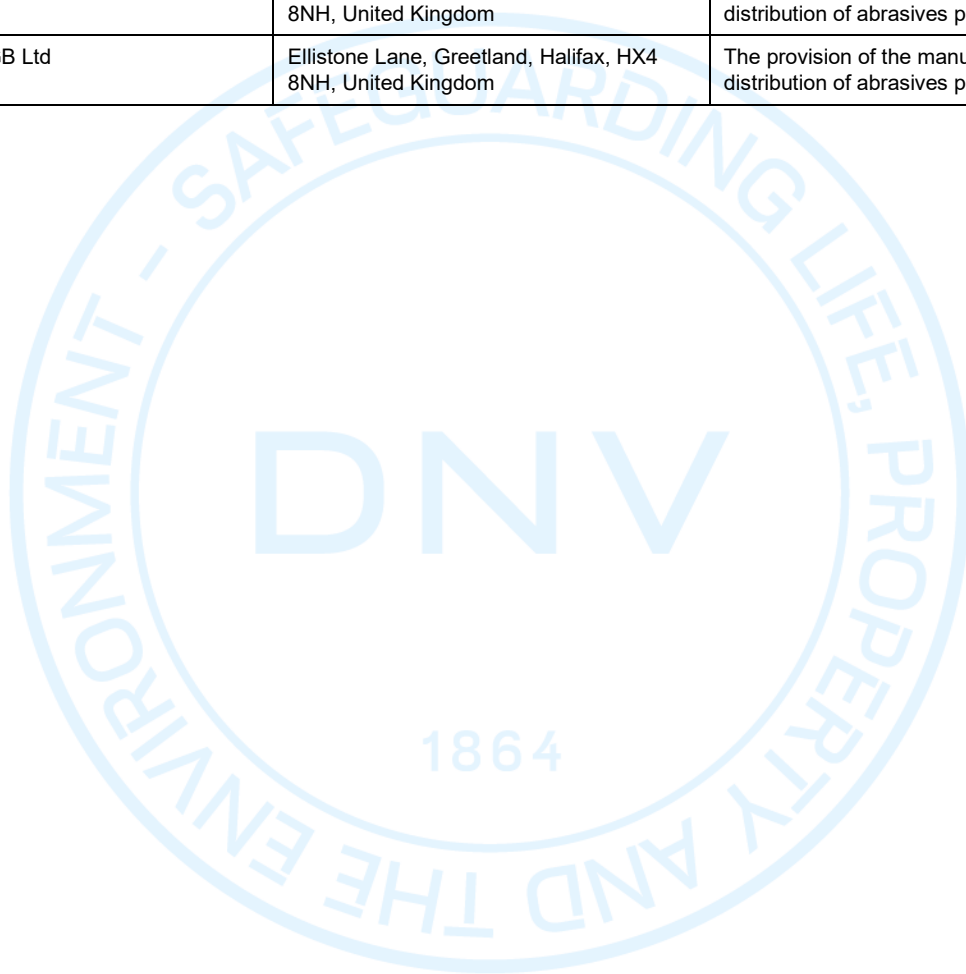 8NH, United Kingdom distribution of abrasives
Ltd Ellistone Lane, Greetland, Halifax, HX4 The provision of the
8NH, United Kingdom distribution of abrasives
SAFEGUARDING LIFE, PROPERTY AND THE ENVIRONMENT -
DNV
1864